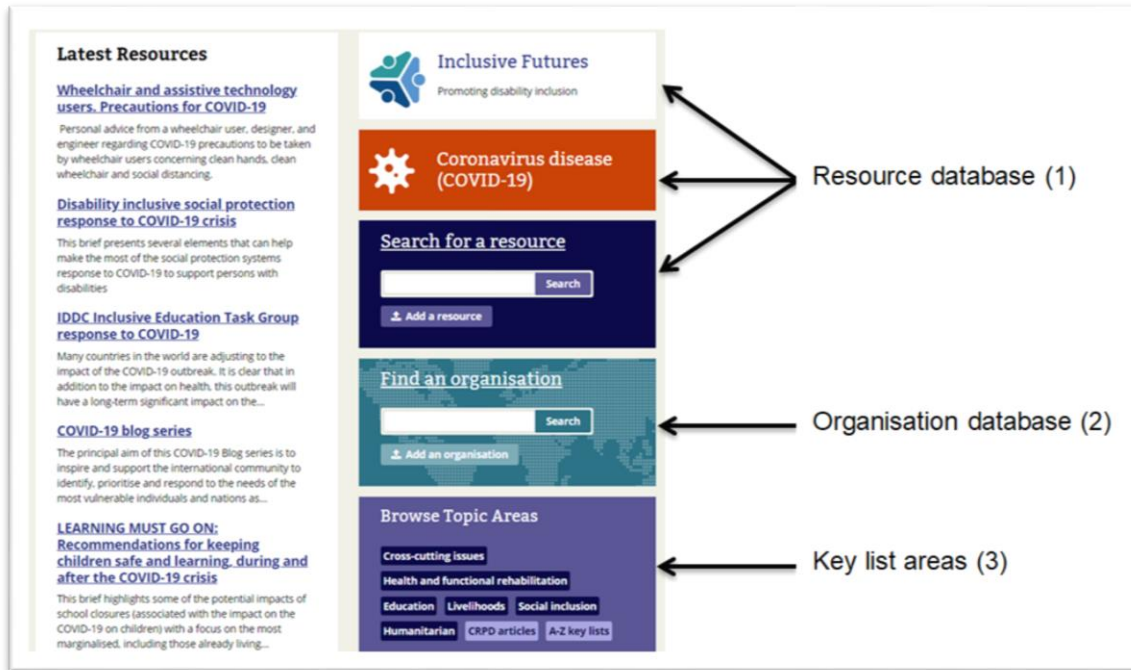 Latest Resources
Wheelchair and assistive technology
users. Precautions for COVID-19
Personal advice from a wheelchair user, designer, and
engineer regarding COVID-19 precautions to be taken
by wheelchair users concerning clean hands, clean
wheelchair and social distancing.
Disability inclusive social protection
response to COVID-19 crisis
This brief presents several elements that can help
make the most of the social protection systems
response to COVID-19 to support persons with
disabilities
IDDC Inclusive Education Task Group
response to COVID-19
Many countries in the world are adjusting to the
impact of the COVID-19 outbreak. It is clear that in
addition to the impact on health, this outbreak will
have a long-term significant impact on the...
COVID-19 blog series
The principal aim of this COVID-19 Blog series is to
inspire and support the international community to
identify, prioritise and respond to the needs of the
most vulnerable individuals and nations as...
LEARNING MUST GO ON:
Recommendations for keeping
children safe and learning, during and
after the COVID-19 crisis
This brief highlights some of the potential impacts of
school closures (associated with the impact on the
COVID-19 on children) with a focus on the most
marginalised, including those already living...
Inclusive Futures
Promoting disability inclusion
Coronavirus disease
(COVID-19)
Search for a resource
Search
Add a resource
Find an organisation
Search
Add an organisation
Browse Topic Areas
Cross-cutting issues
Health and functional rehabilitation
Education Livelihoods Social inclusion
Humanitarian CRPD articles A-Z key lists
Resource database (1)
Organisation database (2)
Key list areas (3)